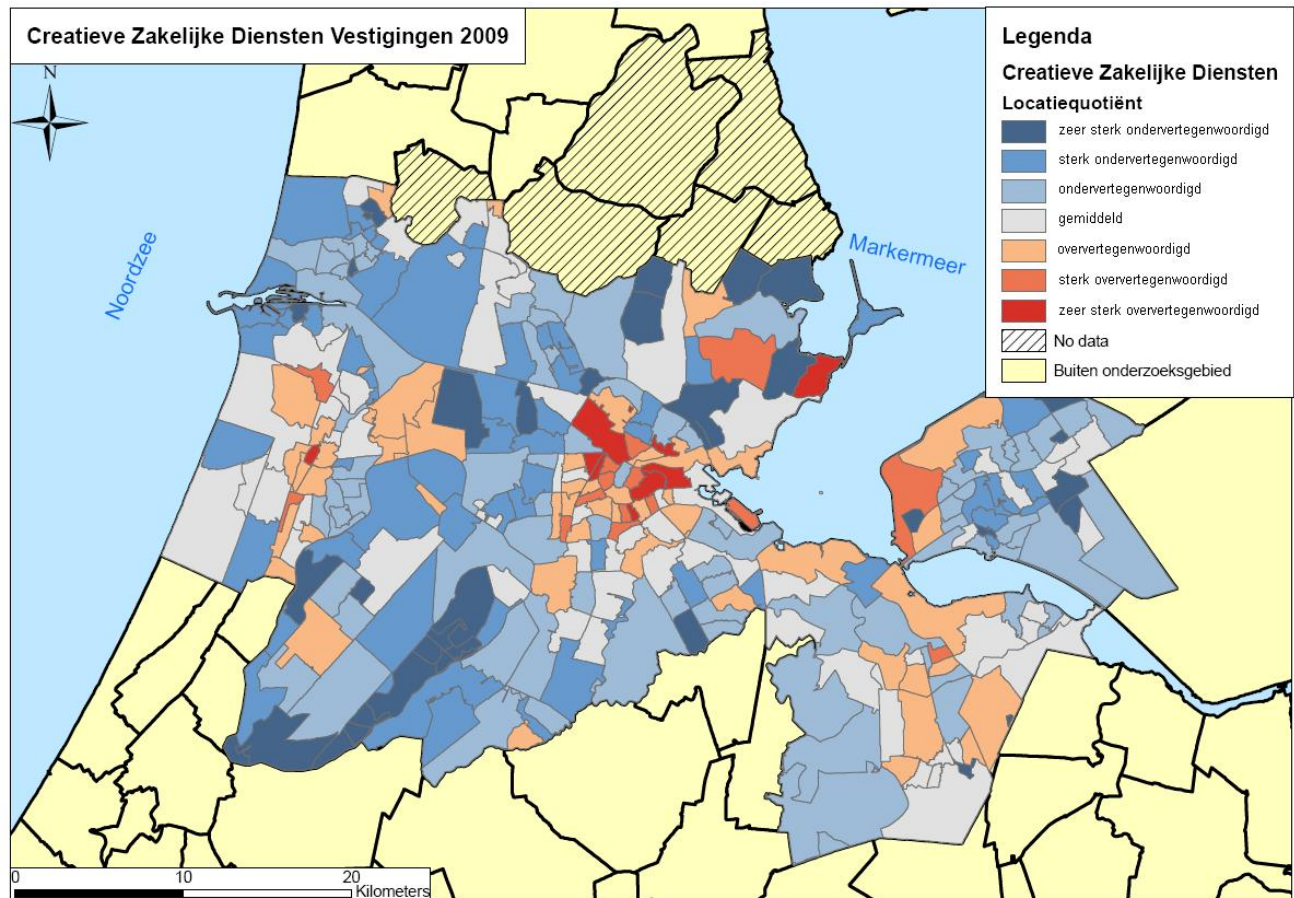 Creatieve Zakelijke Diensten Vestigingen 2009
N
Noordzee
Markermeer
Legenda
Creatieve Zakelijke Diensten
Locatiequotiënt
zeer sterk ondervertegenwoordigd
sterk ondervertegenwoordigd
ondervertegenwoordigd
gemiddeld
oververtegenwoordigd
sterk oververtegenwoordigd
zeer sterk oververtegenwoordigd
No data
Buiten onderzoeksgebied
0 10 20
Kilometers